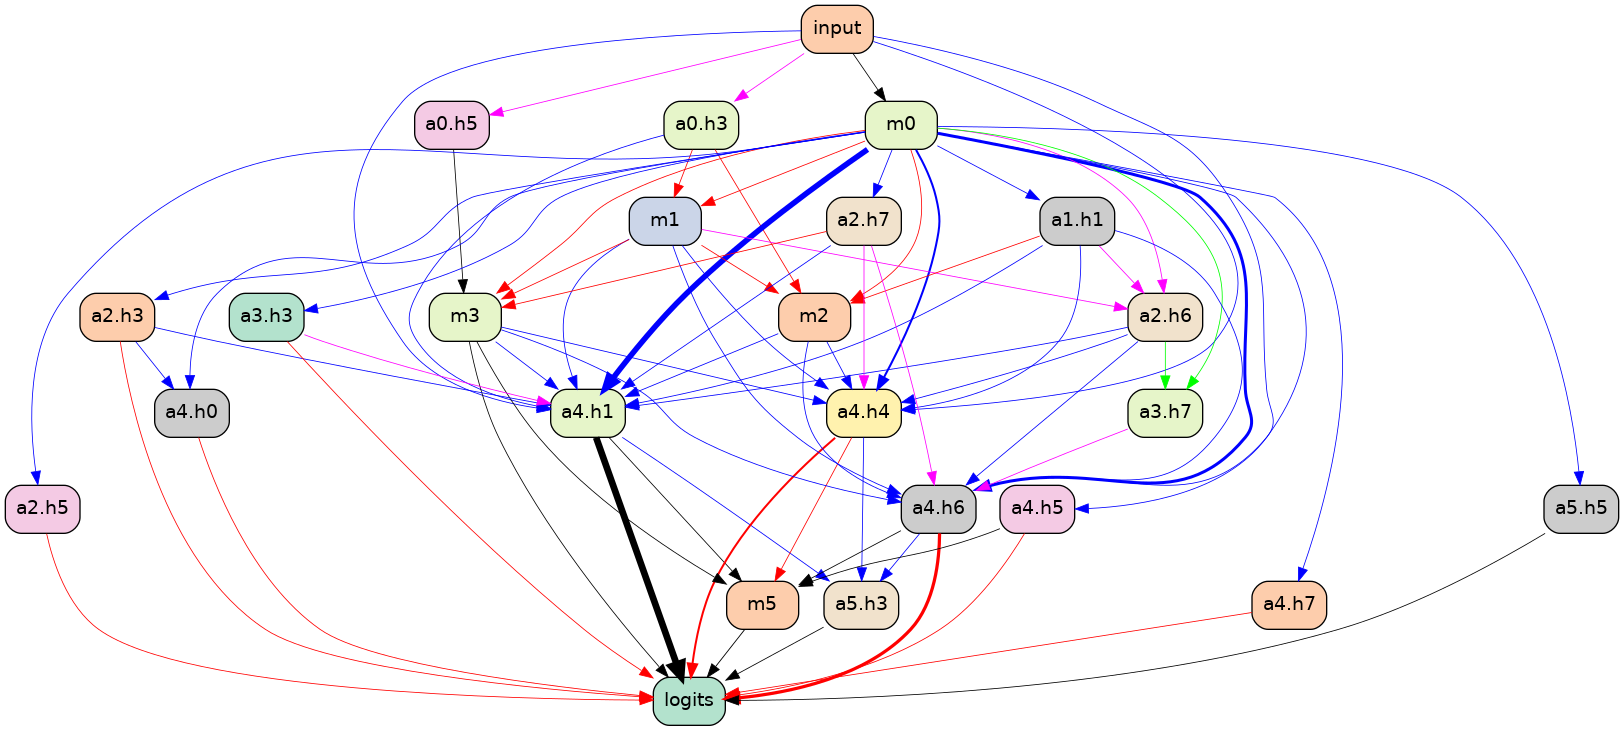 input
a0.h5
a0.h3
m0
m1
a2.h7
a1.h1
a2.h3
a3.h3
m3
m2
a2.h6
a4.h0
a4.h1
a4.h4
a3.h7
a2.h5
a4.h6
a4.h5
a5.h5
m5
a5.h3
a4.h7
logits